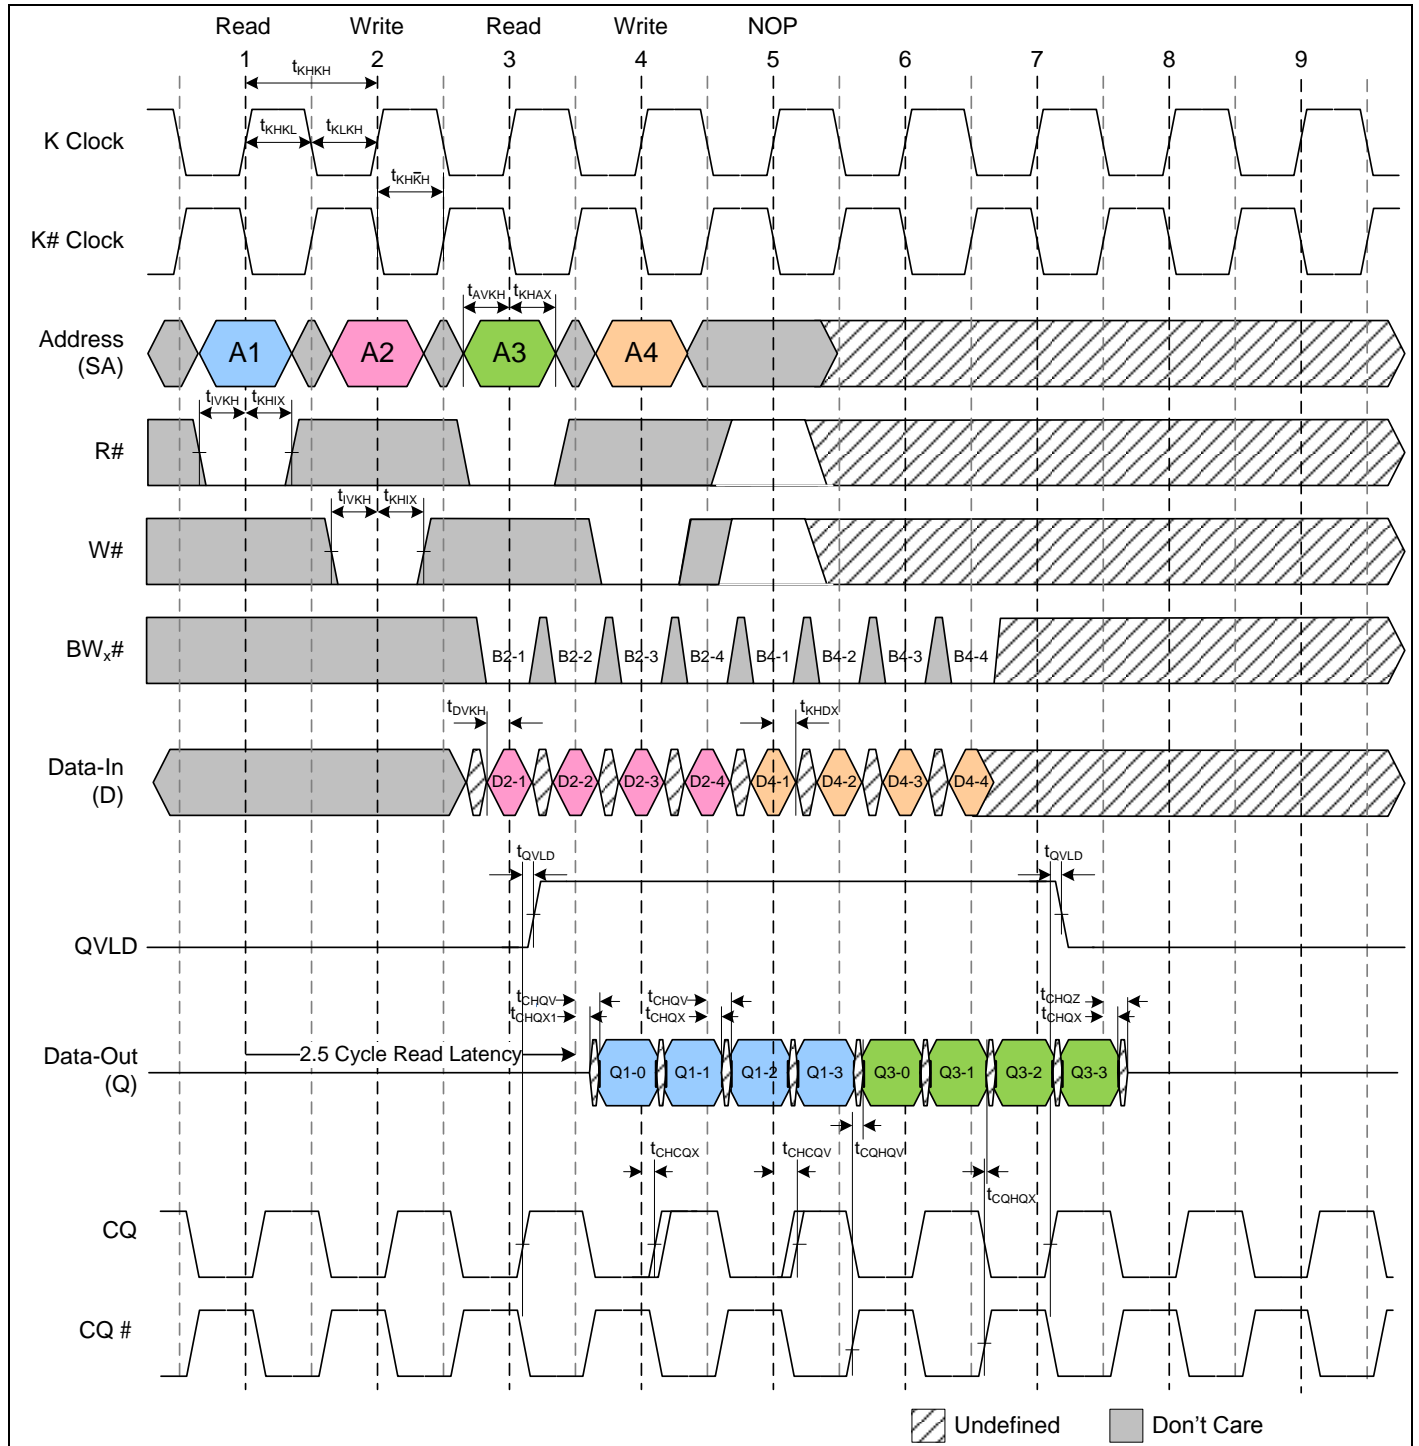 Read Write Read Write NOP
1 2 3 4 5 6 7 8 9
tKHKH
K Clock
tKHKL tKLKH
tKHK̅H
K# Clock
tAVKH tKHAX
Address
(SA)
A1 A2 A3 A4
tIVKH tKHIX
R#
tIVKH tKHIX
W#
BWx#
B2-1 B2-2 B2-3 B2-4 B4-1 B4-2 B4-3 B4-4
tDVKH tKHDX
Data-In
(D)
D2-1 D2-2 D2-3 D2-4 D4-1 D4-2 D4-3 D4-4
tQVLD tQVLD
QVLD
tCHQV tCHQV tCHQZ
tCHQX1 tCHQX tCHQX
Data-Out
(Q)
2.5 Cycle Read Latency
Q1-0 Q1-1 Q1-2 Q1-3 Q3-0 Q3-1 Q3-2 Q3-3
tCHCQX tCHCQV tCQHQV
tCQHQX
CQ
CQ #
Undefined Don't Care